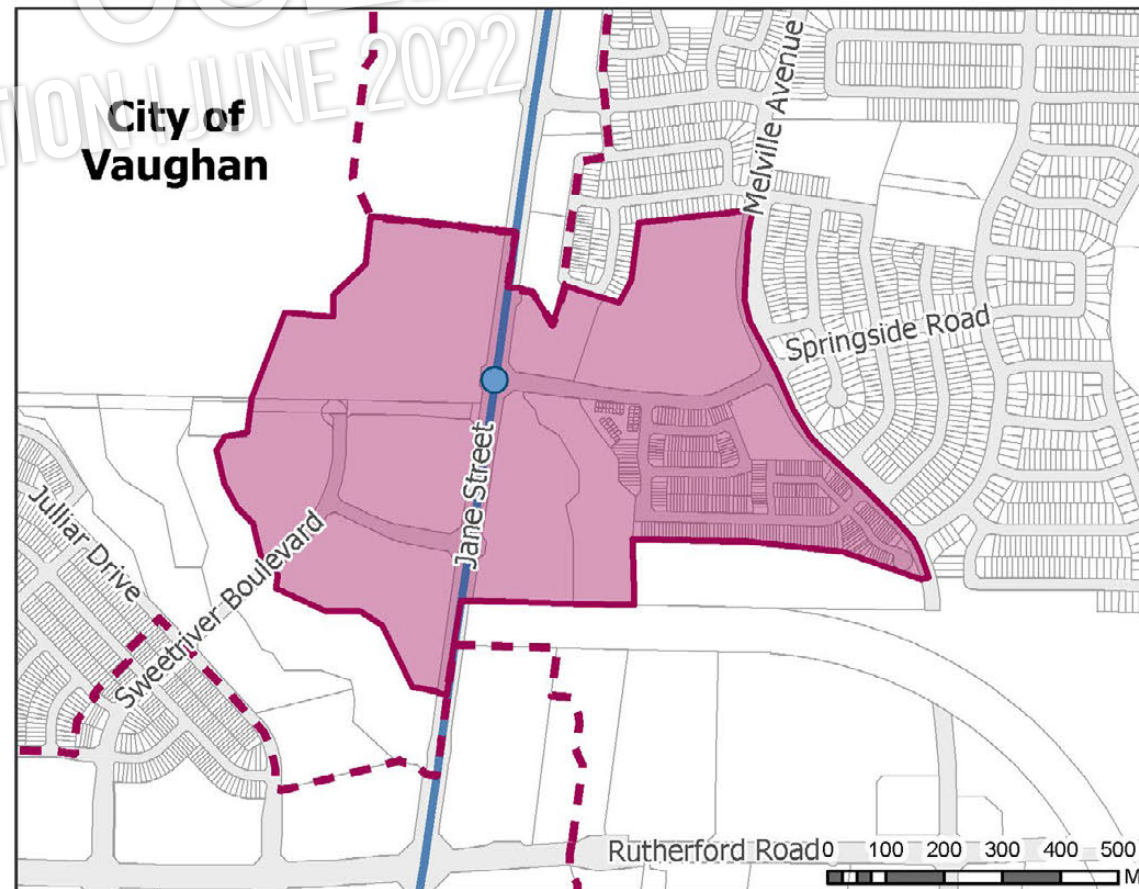 TION | JUNE 2022
City of
Vaughan
Melville Avenue
Springside Road
Jane Street
Julliar Drive
Sweetriver Boulevard
Rutherford Road
0 100 200 300 400 500
M